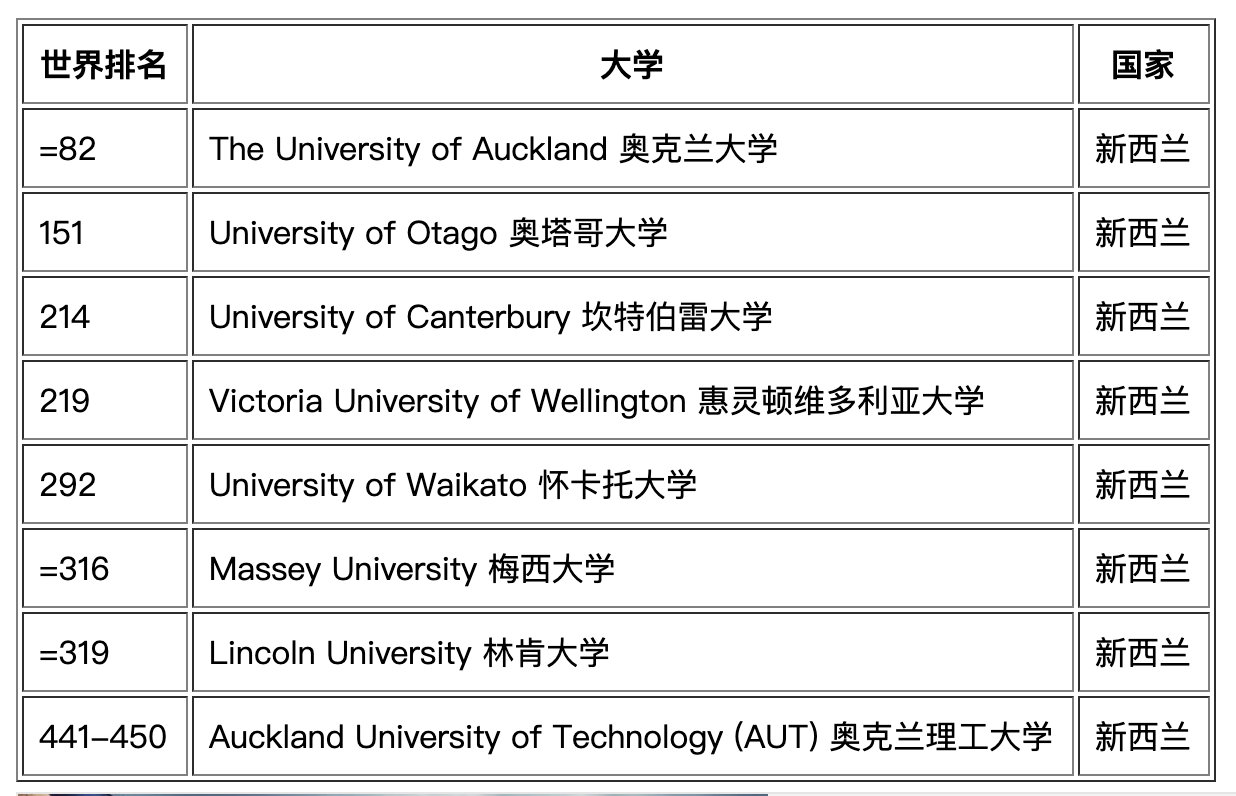 世界排名 大学 国家
=82 The University of Auckland 奥克兰大学 新西兰
151 University of Otago 奥塔哥大学 新西兰
214 University of Canterbury 坎特伯雷大学 新西兰
219 Victoria University of Wellington 惠灵顿维多利亚大学 新西兰
292 University of Waikato 怀卡托大学 新西兰
=316 Massey University 梅西大学 新西兰
=319 Lincoln University 林肯大学 新西兰
441–450 Auckland University of Technology (AUT) 奥克兰理工大学 新西兰